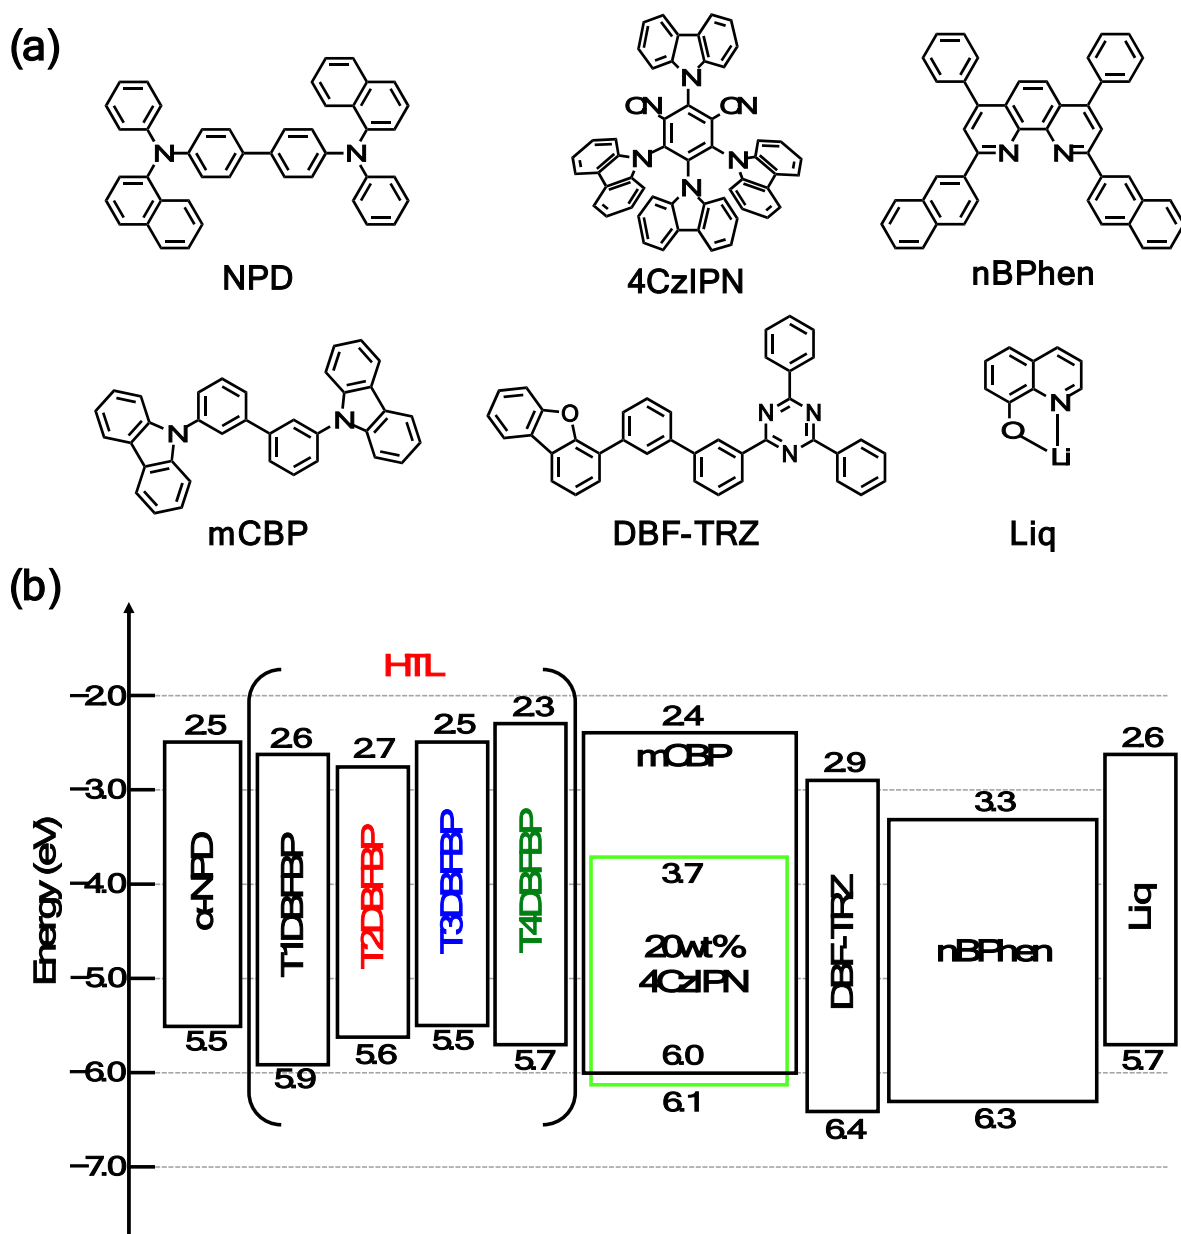 (a)
N
N
NPD
N
CN
CN
N
N
N
4CzIPN
N
N
nBPhen
N
N
mCBP
O
N
N
N
DBF-TRZ
N
O
Li
Liq
(b)
Energy (eV)
−2.0
−3.0
−4.0
−5.0
−6.0
−7.0
HTL
2.5
α-NPD
5.5
2.6
T1DBFBP
5.9
2.7
T2DBFBP
5.6
2.5
T3DBFBP
5.5
2.3
T4DBFBP
5.7
2.4
mCBP
3.7
20wt%
4CzIPN
6.0
6.1
2.9
DBF-TRZ
6.4
3.3
nBPhen
6.3
2.6
Liq
5.7